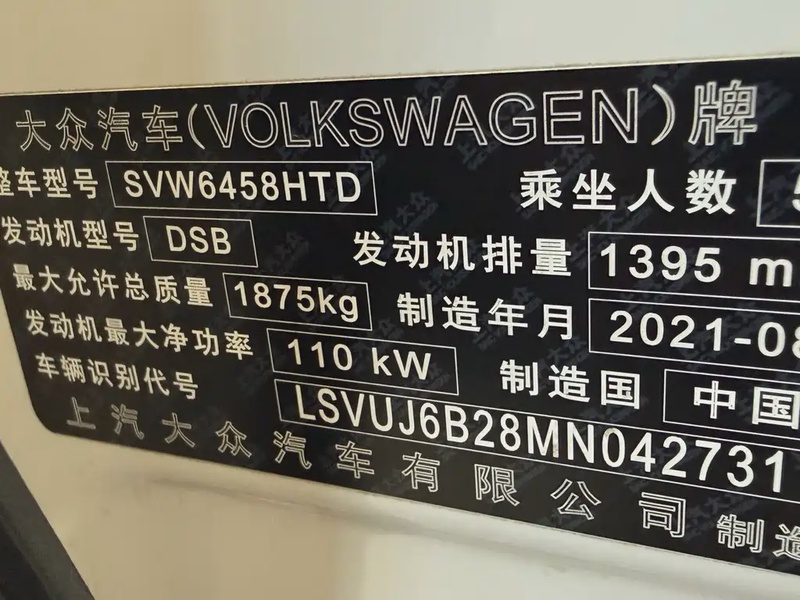 大众汽车(VOLKSWAGEN)牌
整车型号 SVW6458HTD 乘坐人数 5
发动机型号 DSB 发动机排量 1395 m
最大允许总质量 1875kg 制造年月 2021-08
发动机最大净功率 110 kW 制造国 中国
车辆识别代号 LSVUJ6B28MN042731
上汽大众汽车有限公司制造